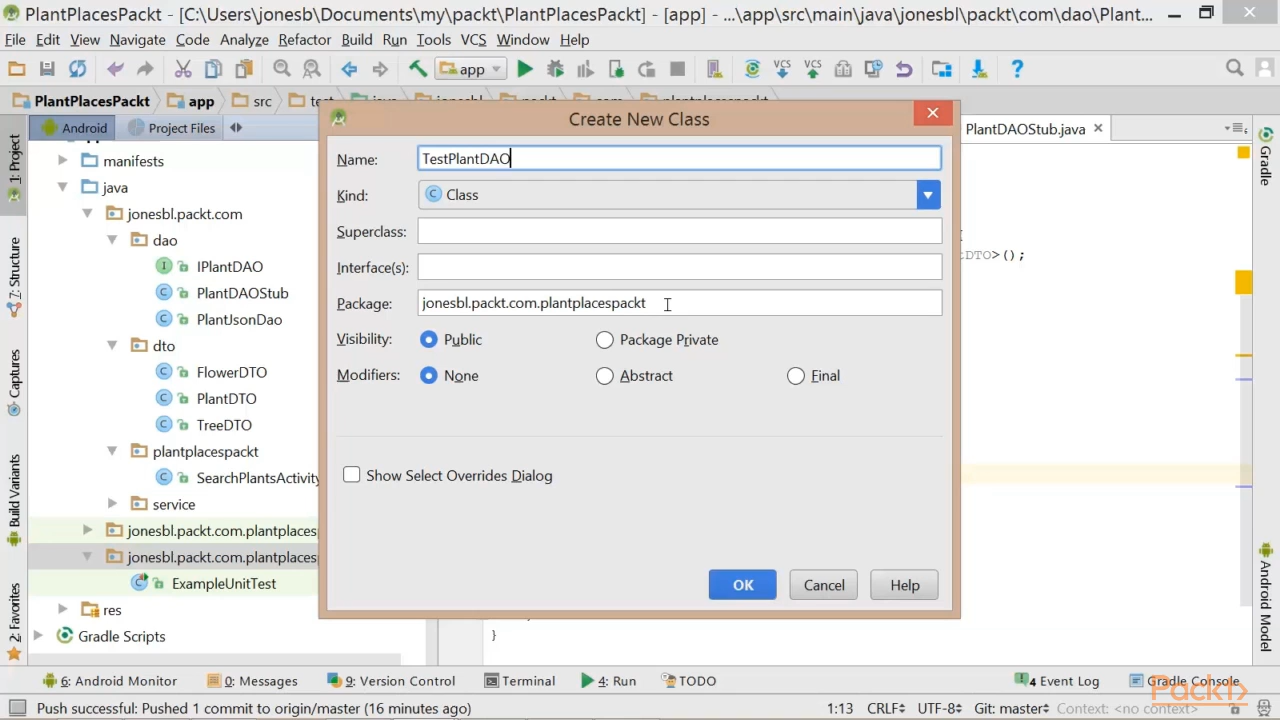 PlantPlacesPackt - [C:\Users\jonesb\Documents\my\packt\PlantPlacesPackt] - [app] - ...\app\src\main\java\jonesbl\packt\com\dao\Plant...
File Edit View Navigate Code Analyze Refactor Build Run Tools VCS Window Help
app VCS VCS
PlantPlacesPackt app src
Android Project Files
Create New Class
PlantDAOStub.java
manifests
java
jonesbl.packt.com
dao
IPlantDAO
PlantDAOStub
PlantJsonDao
dto
FlowerDTO
PlantDTO
TreeDTO
plantplacespackt
SearchPlantsActivity
service
jonesbl.packt.com.plantplaces
jonesbl.packt.com.plantplaces
ExampleUnitTest
res
Gradle Scripts
Name: TestPlantDAO
Kind: Class
Superclass:
Interface(s):
Package: jonesbl.packt.com.plantplacespackt
Visibility: Public Package Private
Modifiers: None Abstract Final
Show Select Overrides Dialog
OK Cancel Help
DTO>();
}
1: Project
7: Structure
Captures
Build Variants
2: Favorites
Gradle
Android Model
6: Android Monitor 0: Messages 9: Version Control Terminal 4: Run TODO 4 Event Log Gradle Console
Packt
Push successful: Pushed 1 commit to origin/master (16 minutes ago) 1:13 CRLF UTF-8 Git: master Context: <no context>